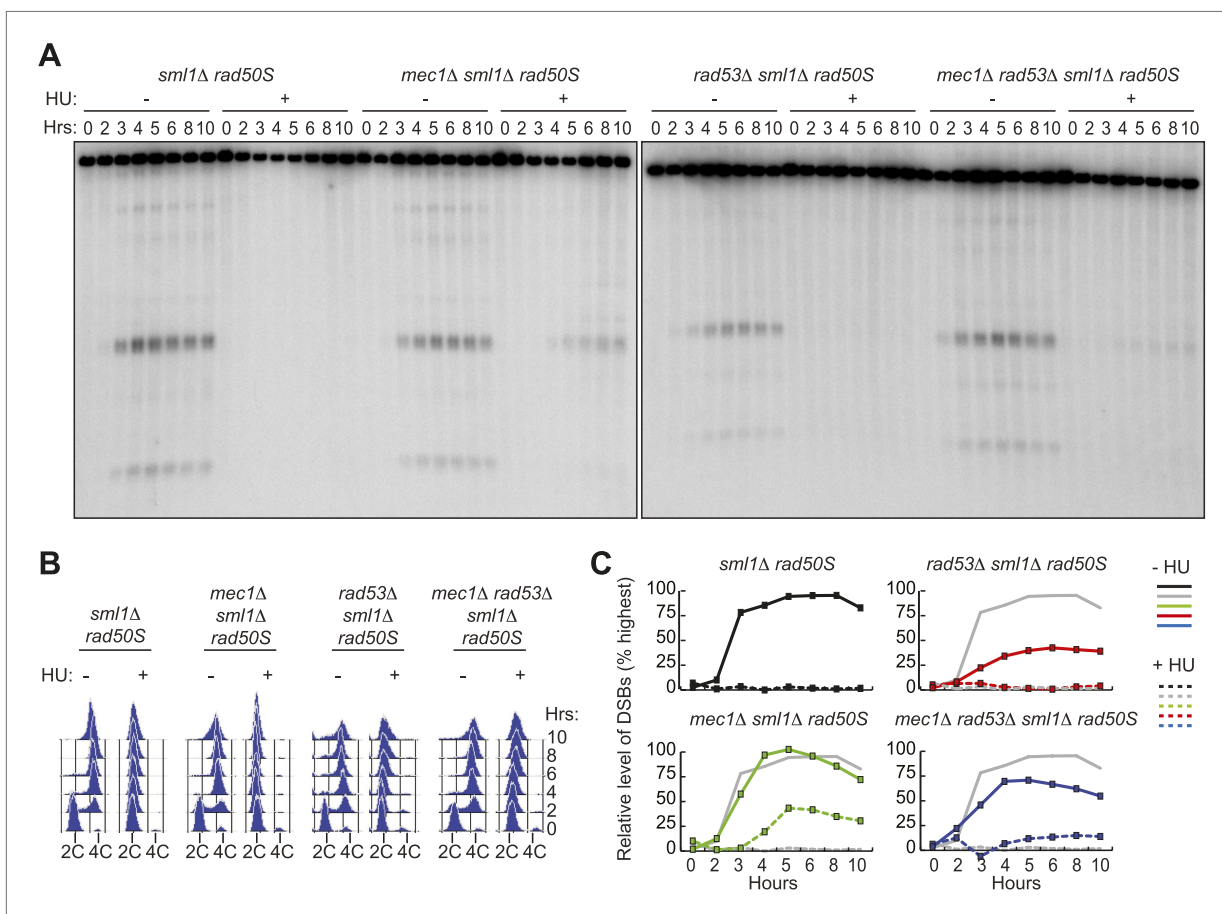 A
sml1Δ rad50S
mec1Δ sml1Δ rad50S
rad53Δ sml1Δ rad50S
mec1Δ rad53Δ sml1Δ rad50S
HU: - + - + - + - +
Hrs: 0 2 3 4 5 6 8 10 0 2 3 4 5 6 8 10 0 2 3 4 5 6 8 10 0 2 3 4 5 6 8 10 0 2 3 4 5 6 8 10 0 2 3 4 5 6 8 10 0 2 3 4 5 6 8 10 0 2 3 4 5 6 8 10
B
sml1Δ
rad50S
mec1Δ
sml1Δ
rad50S
rad53Δ
sml1Δ
rad50S
mec1Δ rad53Δ
sml1Δ
rad50S
HU: - + - + - + - +
Hrs:
10
8
6
4
2
0
2C 4C 2C 4C 2C 4C 2C 4C 2C 4C 2C 4C 2C 4C 2C 4C
C
Relative level of DSBs (% highest)
sml1Δ rad50S
100
75
50
25
0
rad53Δ sml1Δ rad50S
100
75
50
25
0
mec1Δ sml1Δ rad50S
100
75
50
25
0
0 2 3 4 5 6 8 10
Hours
mec1Δ rad53Δ sml1Δ rad50S
100
75
50
25
0
0 2 3 4 5 6 8 10
Hours
- HU
+ HU